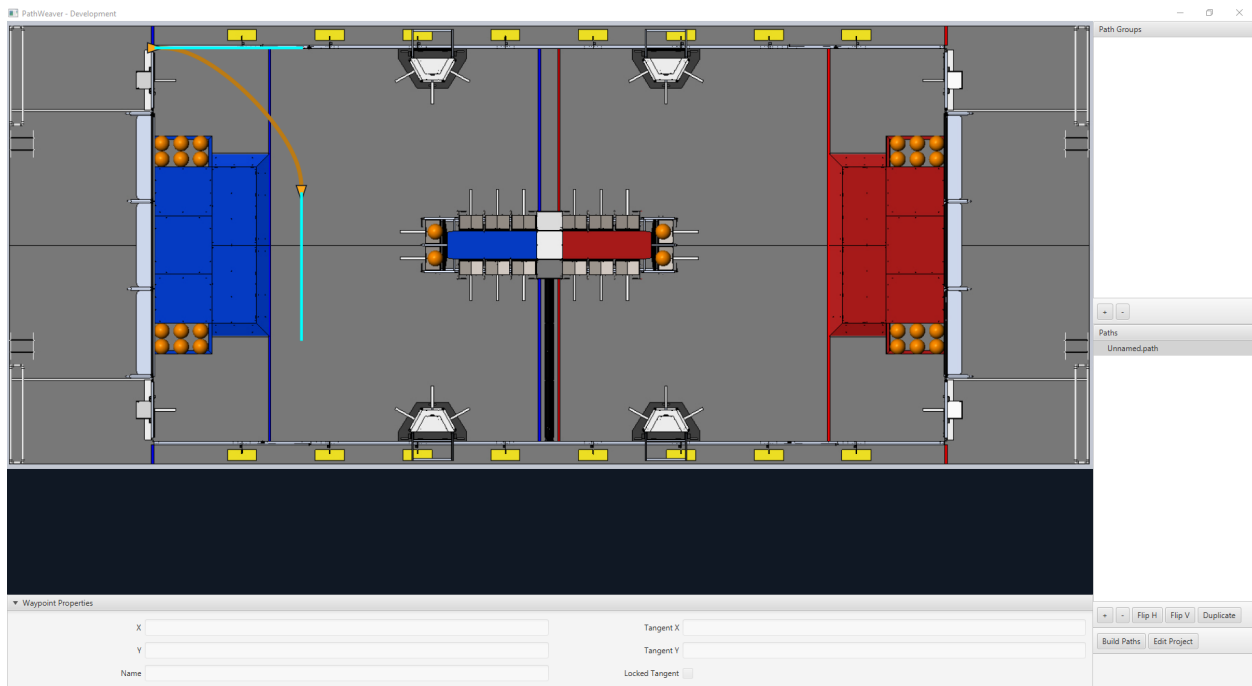 PathWeaver - Development
Path Groups
+ -
Paths
Unnamed.path
+ - Flip H Flip V Duplicate
Build Paths Edit Project
Waypoint Properties
X Tangent X
Y Tangent Y
Name Locked Tangent